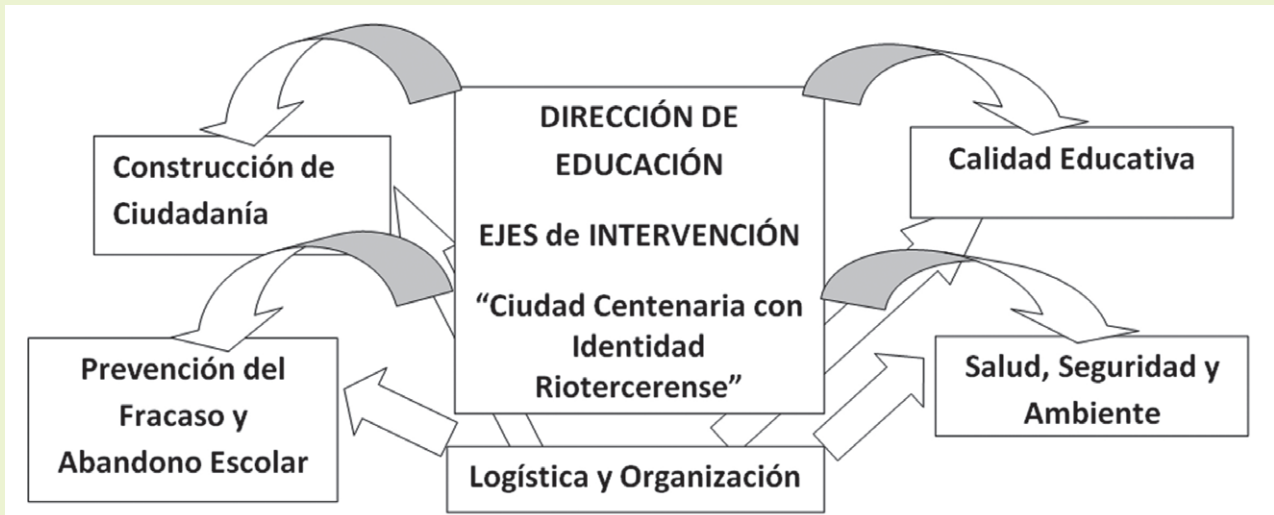 DIRECCIÓN DE
EDUCACIÓN
EJES de INTERVENCIÓN
“Ciudad Centenaria con
Identidad
Riotercerense”
Construcción de
Ciudadanía
Calidad Educativa
Prevención del
Fracaso y
Abandono Escolar
Salud, Seguridad y
Ambiente
Logística y Organización